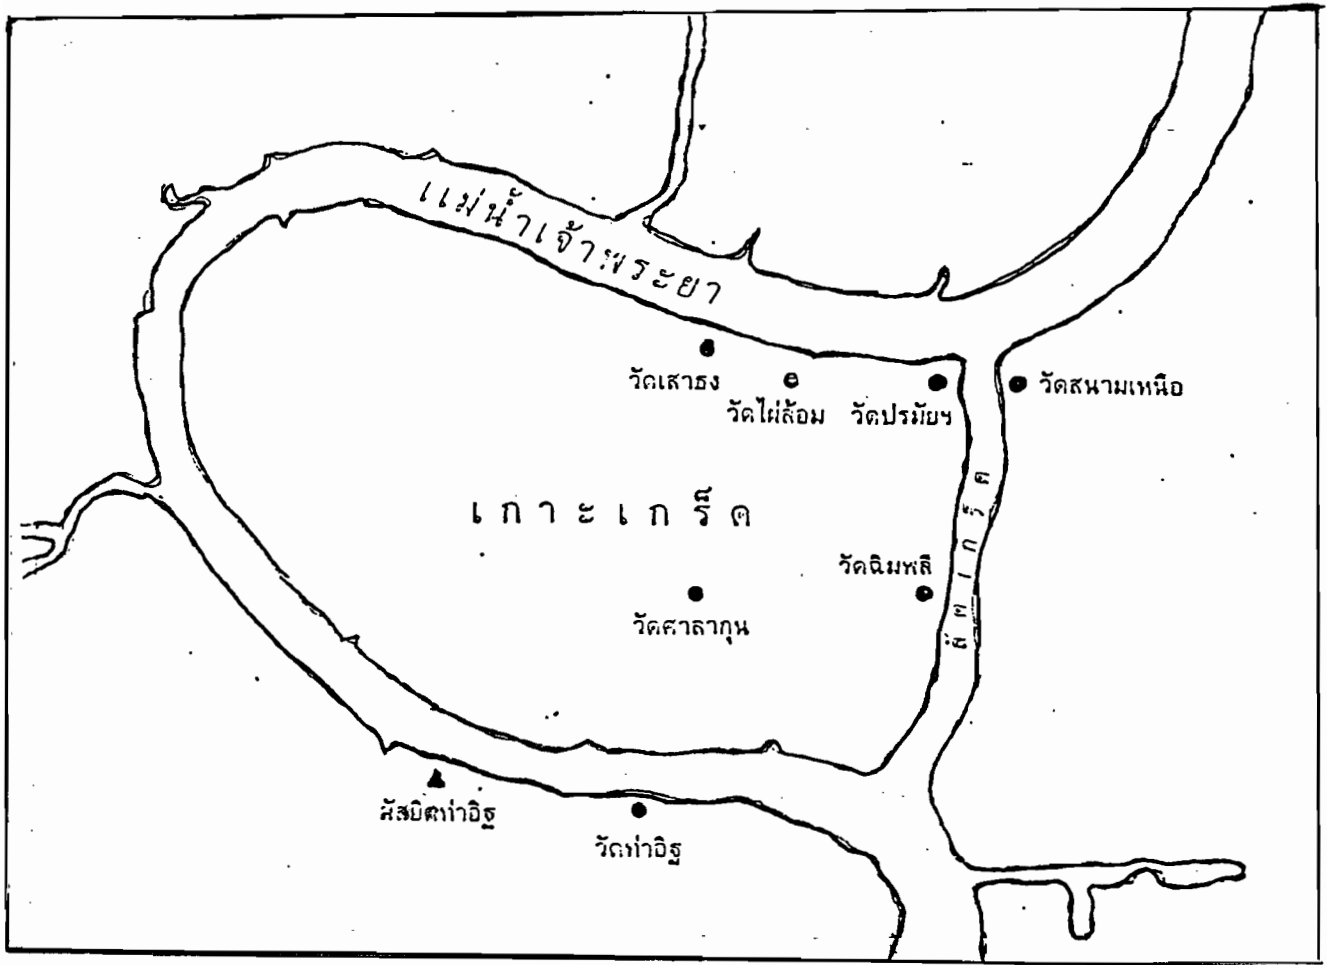 แม่น้ำเจ้าพระยา
วัดเสาธง
วัดไผ่ล้อม
วัดปรมัยฯ
วัดสนามเหนือ
เกาะเกร็ด
ลัดเกร็ด
วัดฉิมพลี
วัดศาลากุน
มัสยิดท่าอิฐ
วัดท่าอิฐ